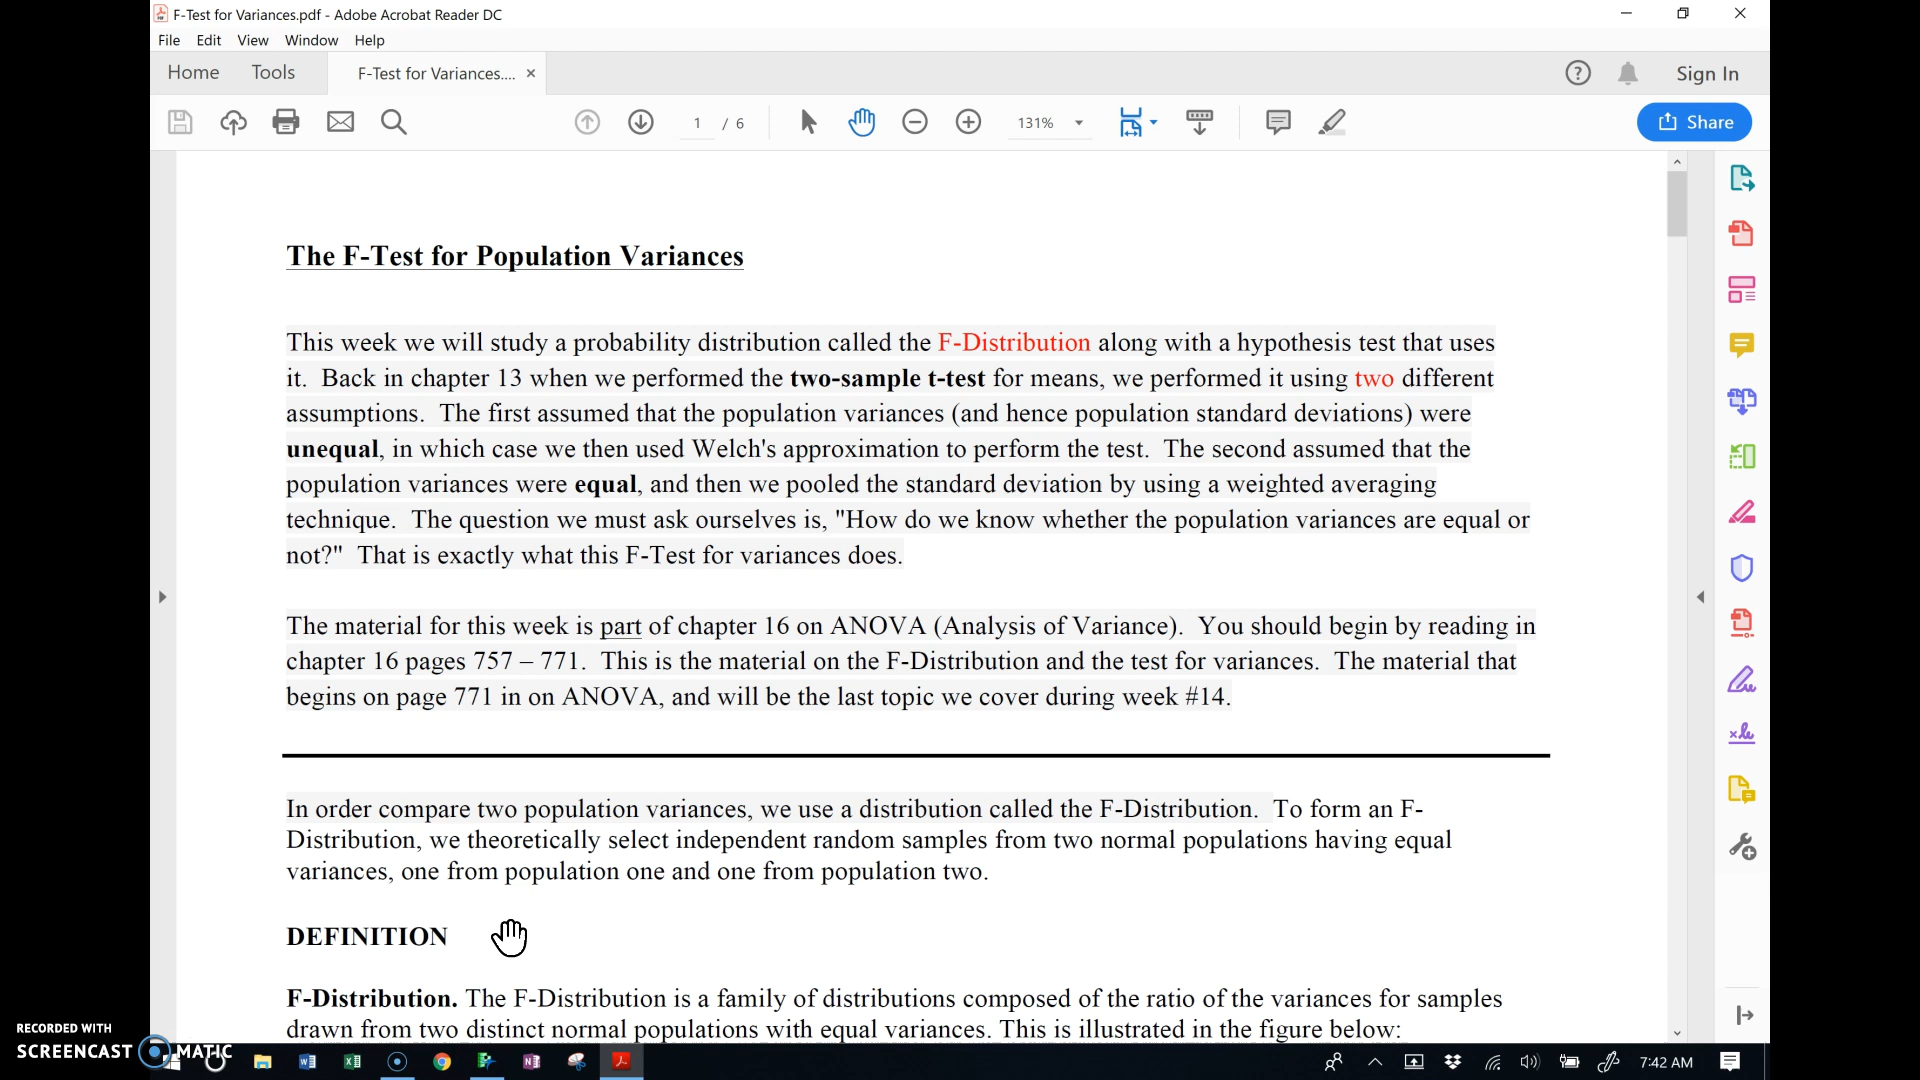 F-Test for Variances.pdf - Adobe Acrobat Reader DC
File Edit View Window Help
Home Tools F-Test for Variances.... × Sign In
1 / 6 131% Share
The F-Test for Population Variances
This week we will study a probability distribution called the F-Distribution along with a hypothesis test that uses
it. Back in chapter 13 when we performed the two-sample t-test for means, we performed it using two different
assumptions. The first assumed that the population variances (and hence population standard deviations) were
unequal, in which case we then used Welch's approximation to perform the test. The second assumed that the
population variances were equal, and then we pooled the standard deviation by using a weighted averaging
technique. The question we must ask ourselves is, "How do we know whether the population variances are equal or
not?" That is exactly what this F-Test for variances does.
The material for this week is part of chapter 16 on ANOVA (Analysis of Variance). You should begin by reading in
chapter 16 pages 757 – 771. This is the material on the F-Distribution and the test for variances. The material that
begins on page 771 in on ANOVA, and will be the last topic we cover during week #14.
In order compare two population variances, we use a distribution called the F-Distribution. To form an F-
Distribution, we theoretically select independent random samples from two normal populations having equal
variances, one from population one and one from population two.
DEFINITION
F-Distribution. The F-Distribution is a family of distributions composed of the ratio of the variances for samples
drawn from two distinct normal populations with equal variances. This is illustrated in the figure below:
RECORDED WITH
SCREENCAST MATIC
7:42 AM